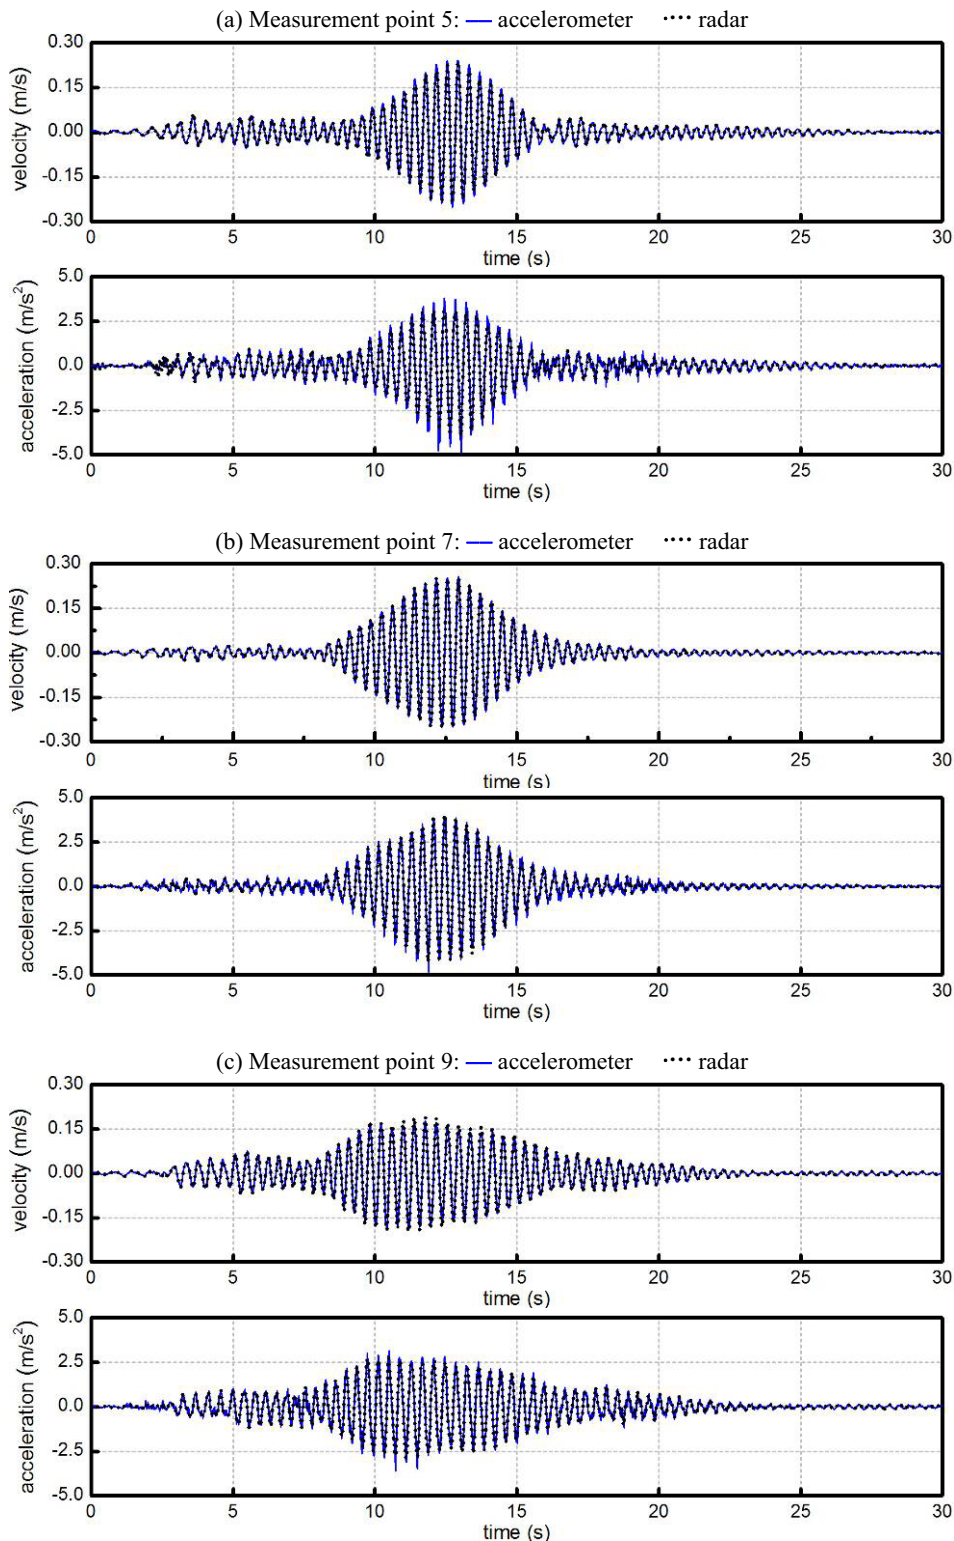 (a) Measurement point 5: accelerometer radar
0.30
0.15
0.00
-0.15
-0.30
velocity (m/s)
0 5 10 15 20 25 30
time (s)
5.0
2.5
0.0
-2.5
-5.0
acceleration (m/s²)
0 5 10 15 20 25 30
time (s)
(b) Measurement point 7: accelerometer radar
0.30
0.15
0.00
-0.15
-0.30
velocity (m/s)
0 5 10 15 20 25 30
time (s)
5.0
2.5
0.0
-2.5
-5.0
acceleration (m/s²)
0 5 10 15 20 25 30
time (s)
(c) Measurement point 9: accelerometer radar
0.30
0.15
0.00
-0.15
-0.30
velocity (m/s)
0 5 10 15 20 25 30
time (s)
5.0
2.5
0.0
-2.5
-5.0
acceleration (m/s²)
0 5 10 15 20 25 30
time (s)